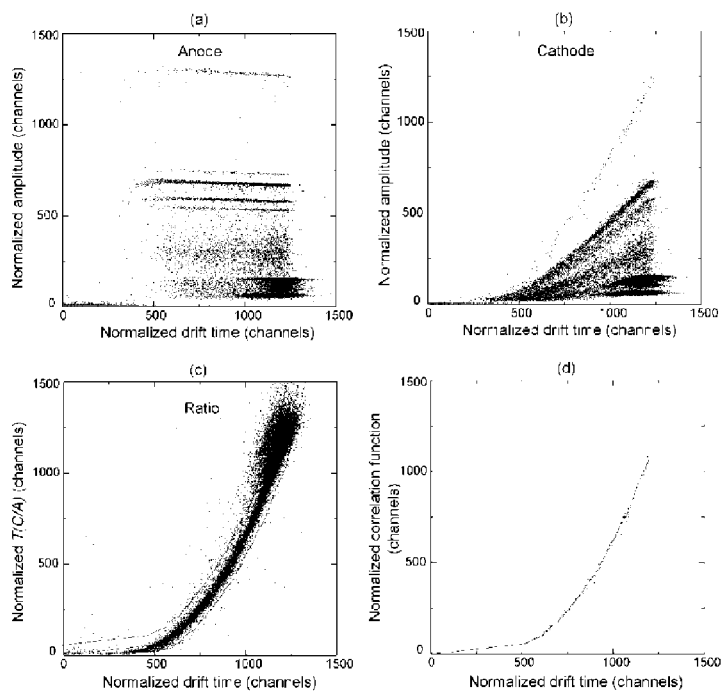 (a)
Anoce
1500
1000
500
0
0 500 1000 1500
Normalized amplitude (channels)
Normalized drift time (channels)
(b)
Cathode
1500
1000
500
0
0 500 1000 1500
Normalized amplitude (channels)
Normalized drift time (channels)
(c)
Ratio
1500
1000
500
0
0 500 1000 1500
Normalized T(C/A) (channels)
Normalized drift time (channels)
(d)
1500
1000
500
0
0 500 1000 1500
Normalized correlation function
(channels)
Normalized drift time (channels)